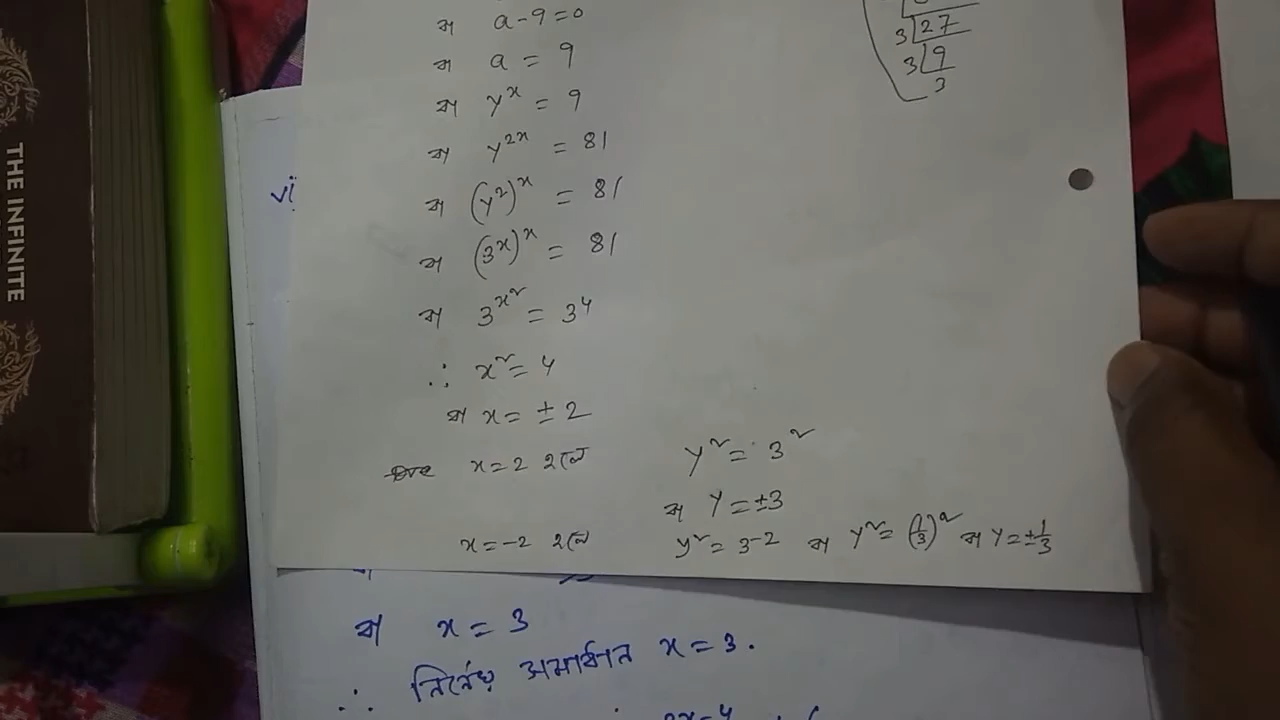 বা a-9=0
বা a = 9
বা y^x = 9
বা y^2x = 81
বা (y^2)^x = 81
বা (3^x)^x = 81
বা 3^x^2 = 3^4
∴ x^2 = 4
বা x = ±2
x=2 হলে y^2 = 3^2
বা y = ±3
x=-2 হলে y^2 = 3^-2 বা y^2 = (1/3)^2 বা y = ±1/3
3 27
3 9
3
vi
বা x = 3
∴ নির্ণেয় সমাধান x = 3.
THE INFINITE